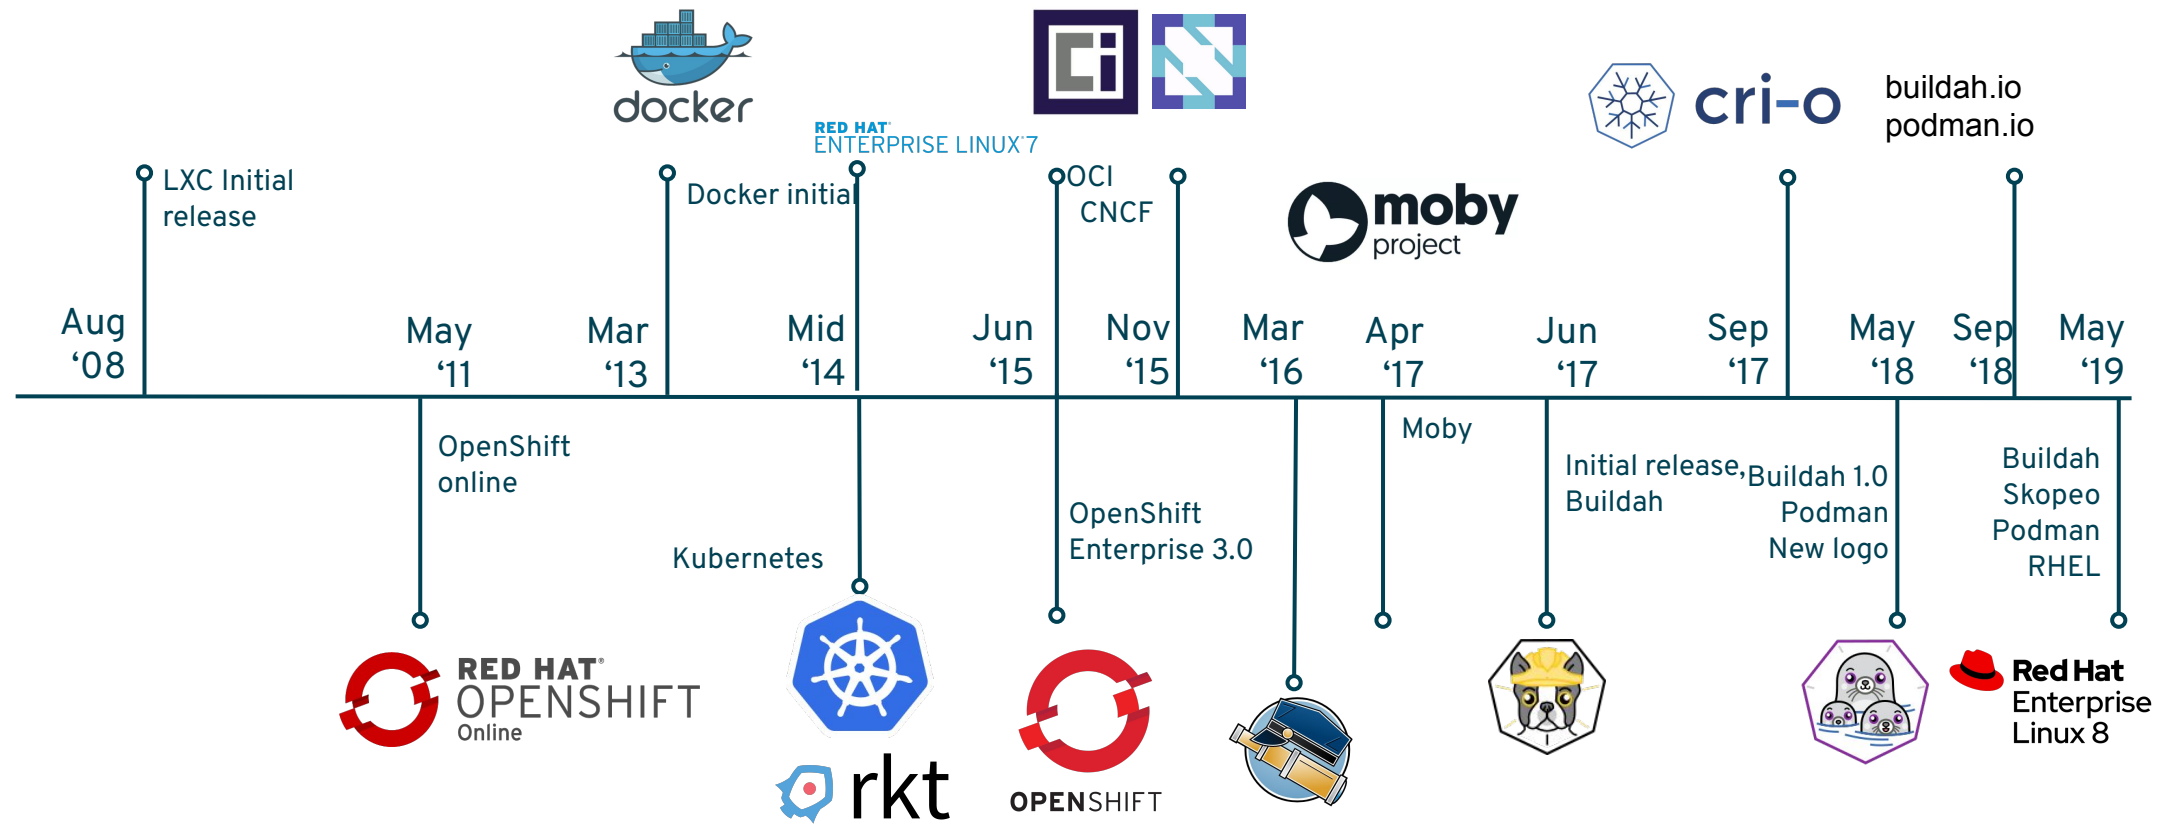 docker
Ci
RED HAT®
ENTERPRISE LINUX® 7
cri-o
buildah.io
podman.io
LXC Initial
release
Docker initial
OCI
CNCF
moby
project
Aug
‘08
May
‘11
Mar
‘13
Mid
‘14
Jun
‘15
Nov
‘15
Mar
‘16
Apr
‘17
Jun
‘17
Sep
‘17
May
‘18
Sep
‘18
May
‘19
OpenShift
online
Kubernetes
OpenShift
Enterprise 3.0
Moby
Initial release,
Buildah
Buildah 1.0
Podman
New logo
Buildah
Skopeo
Podman
RHEL
RED HAT®
OPENSHIFT
Online
rkt
OPENSHIFT
Red Hat
Enterprise
Linux 8